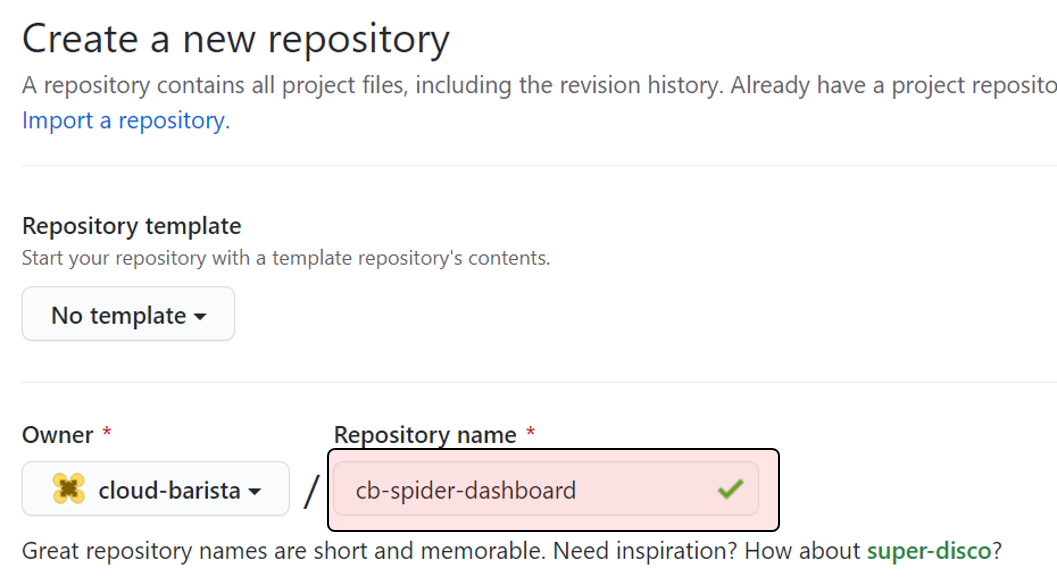 Create a new repository
A repository contains all project files, including the revision history. Already have a project reposito
Import a repository.
Repository template
Start your repository with a template repository's contents.
No template
Owner *
Repository name *
cloud-barista / cb-spider-dashboard
Great repository names are short and memorable. Need inspiration? How about super-disco?